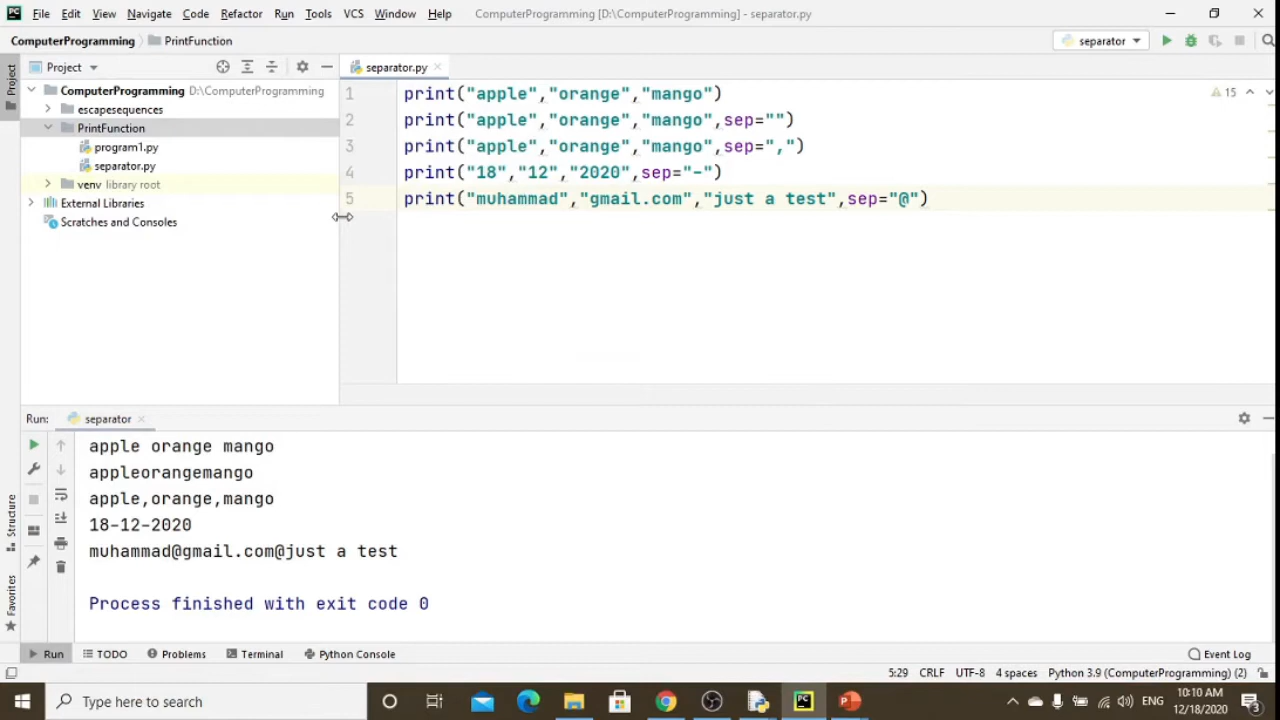 File Edit View Navigate Code Refactor Run Tools VCS Window Help ComputerProgramming [D:\ComputerProgramming] - separator.py
ComputerProgramming PrintFunction separator
Project
Project separator.py
ComputerProgramming D:\ComputerProgramming
escapesequences
PrintFunction
program1.py
separator.py
venv library root
External Libraries
Scratches and Consoles
1 print("apple","orange","mango") 15
2 print("apple","orange","mango",sep="")
3 print("apple","orange","mango",sep=",")
4 print("18","12","2020",sep="-")
5 print("muhammad","gmail.com","just a test",sep="@")
Run: separator
apple orange mango
appleorangemango
apple,orange,mango
18-12-2020
muhammad@gmail.com@just a test
Process finished with exit code 0
Structure
Favorites
Run TODO Problems Terminal Python Console Event Log
5:29 CRLF UTF-8 4 spaces Python 3.9 (ComputerProgramming) (2)
Type here to search ENG 10:10 AM
12/18/2020 3